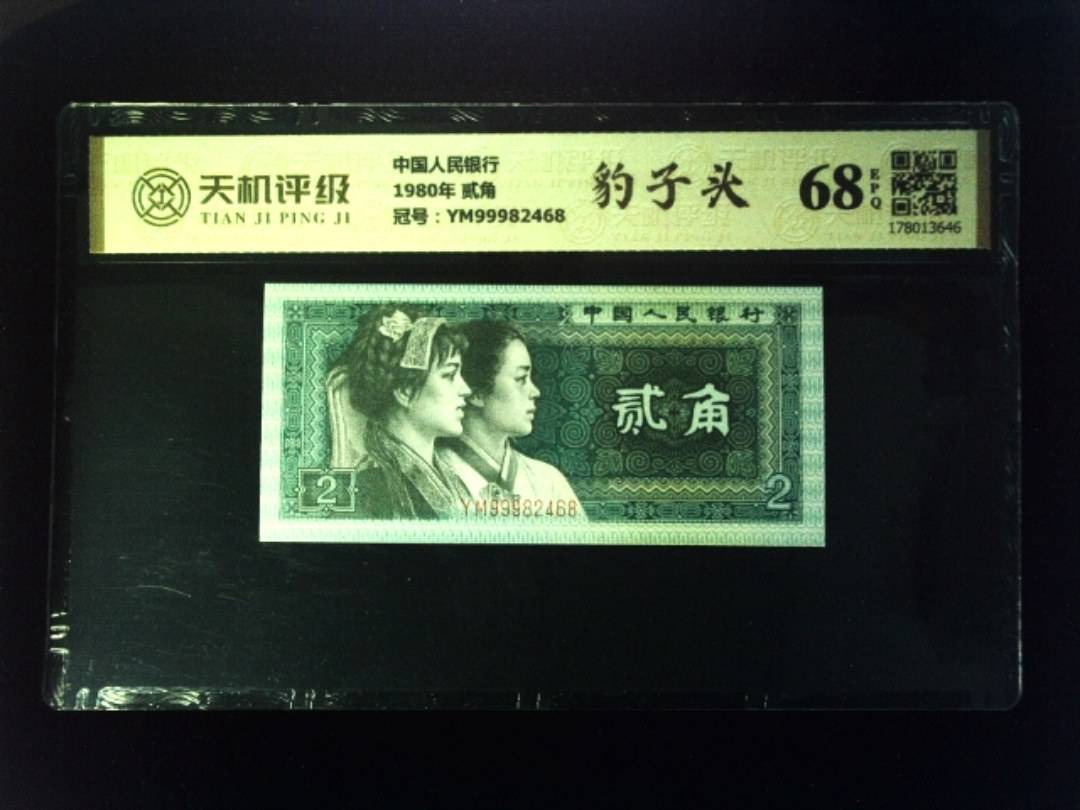 天机评级
TIAN JI PING JI
中国人民银行
1980年 贰角
冠号：YM99982468
豹子头
68
EPQ
178013646
中国人民银行
贰角
2
2
YM99982468